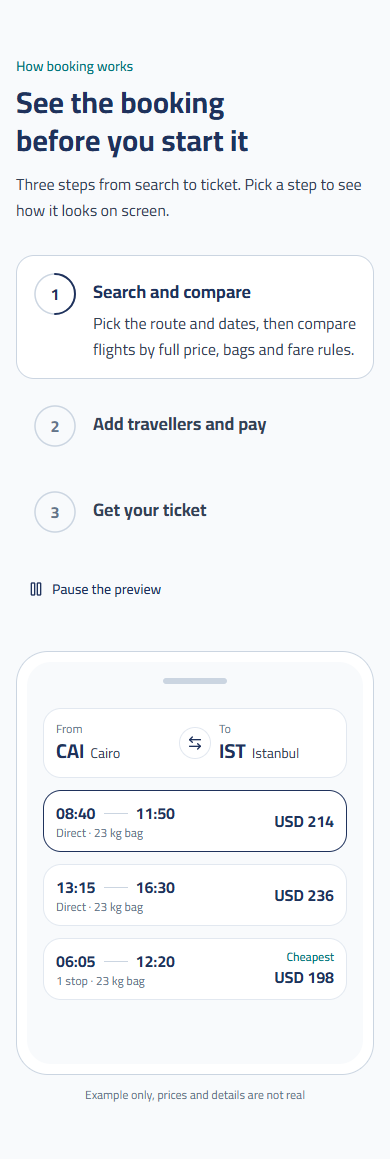 How booking works
See the booking
before you start it
Three steps from search to ticket. Pick a step to see
how it looks on screen.
1
Search and compare
Pick the route and dates, then compare
flights by full price, bags and fare rules.
2
Add travellers and pay
3
Get your ticket
Pause the preview
From
CAI Cairo
To
IST Istanbul
08:40 11:50
Direct · 23 kg bag
USD 214
13:15 16:30
Direct · 23 kg bag
USD 236
06:05 12:20
1 stop · 23 kg bag
Cheapest
USD 198
Example only, prices and details are not real